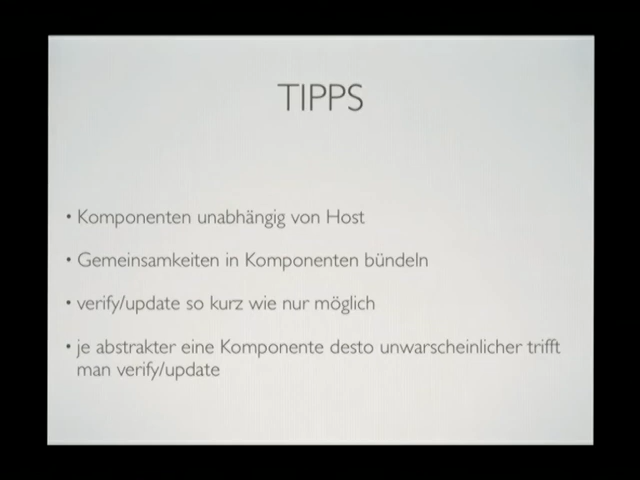 TIPPS
• Komponenten unabhängig von Host
• Gemeinsamkeiten in Komponenten bündeln
• verify/update so kurz wie nur möglich
• je abstrakter eine Komponente desto unwarscheinlicher trifft
man verify/update